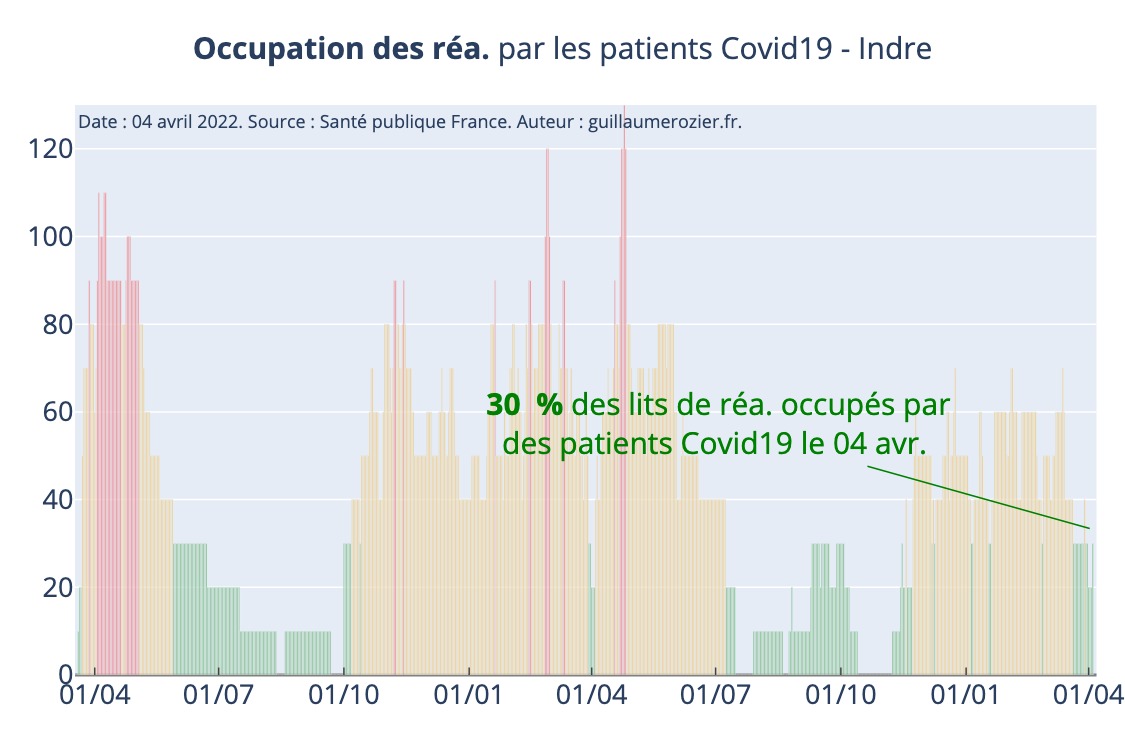 Occupation des réa. par les patients Covid19 - Indre
Date : 04 avril 2022. Source : Santé publique France. Auteur : guillaumerozier.fr.
120
100
80
60
40
20
0
30 % des lits de réa. occupés par
des patients Covid19 le 04 avr.
01/04 01/07 01/10 01/01 01/04 01/07 01/10 01/01 01/04